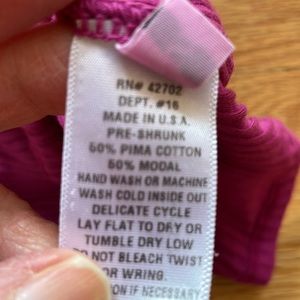 RN# 42702
DEPT. #16
MADE IN U.S.A.
PRE-SHRUNK
50% PIMA COTTON
50% MODAL
HAND WASH OR MACHINE
WASH COLD INSIDE OUT
DELICATE CYCLE
LAY FLAT TO DRY OR
TUMBLE DRY LOW
DO NOT BLEACH TWIST
OR WRING.
IF NECESSARY